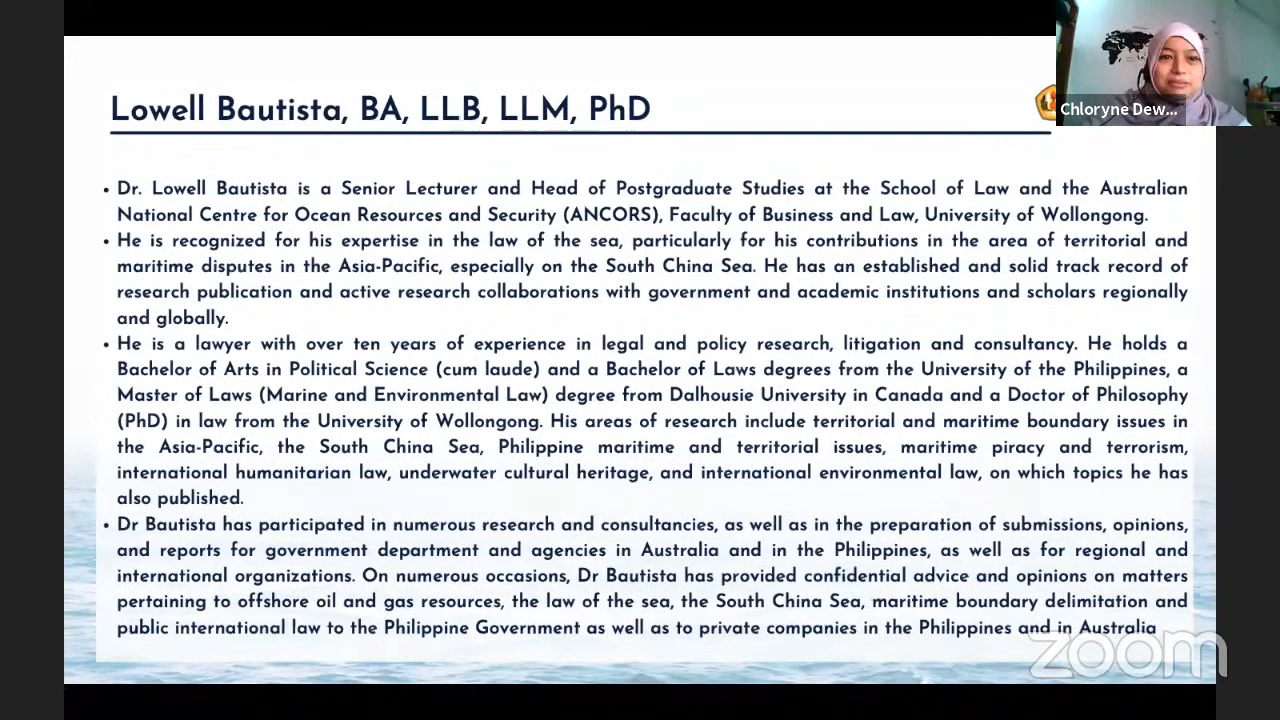 Lowell Bautista, BA, LLB, LLM, PhD
Chloryne Dew...
• Dr. Lowell Bautista is a Senior Lecturer and Head of Postgraduate Studies at the School of Law and the Australian
National Centre for Ocean Resources and Security (ANCORS), Faculty of Business and Law, University of Wollongong.
• He is recognized for his expertise in the law of the sea, particularly for his contributions in the area of territorial and
maritime disputes in the Asia-Pacific, especially on the South China Sea. He has an established and solid track record of
research publication and active research collaborations with government and academic institutions and scholars regionally
and globally.
• He is a lawyer with over ten years of experience in legal and policy research, litigation and consultancy. He holds a
Bachelor of Arts in Political Science (cum laude) and a Bachelor of Laws degrees from the University of the Philippines, a
Master of Laws (Marine and Environmental Law) degree from Dalhousie University in Canada and a Doctor of Philosophy
(PhD) in law from the University of Wollongong. His areas of research include territorial and maritime boundary issues in
the Asia-Pacific, the South China Sea, Philippine maritime and territorial issues, maritime piracy and terrorism,
international humanitarian law, underwater cultural heritage, and international environmental law, on which topics he has
also published.
• Dr Bautista has participated in numerous research and consultancies, as well as in the preparation of submissions, opinions,
and reports for government department and agencies in Australia and in the Philippines, as well as for regional and
international organizations. On numerous occasions, Dr Bautista has provided confidential advice and opinions on matters
pertaining to offshore oil and gas resources, the law of the sea, the South China Sea, maritime boundary delimitation and
public international law to the Philippine Government as well as to private companies in the Philippines and in Australia
zoom